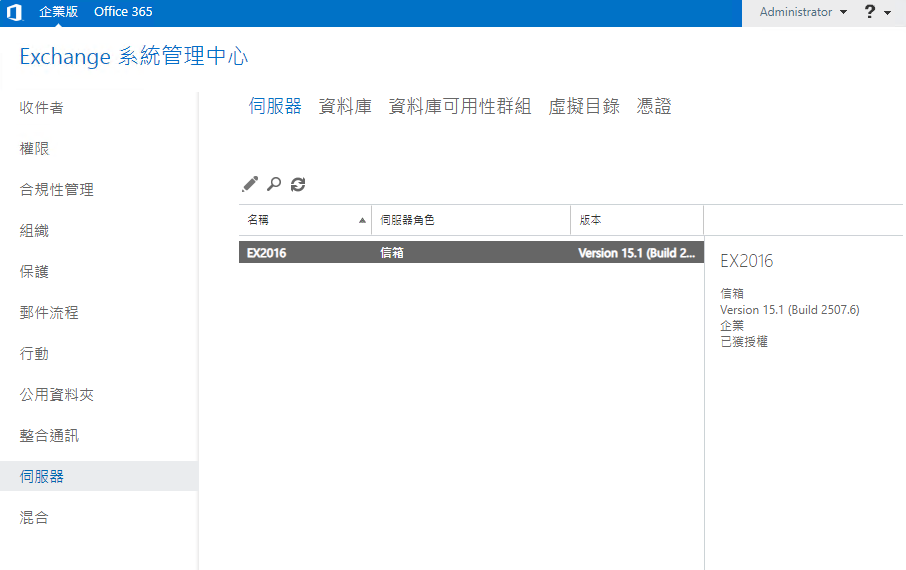 企業版 Office 365 Administrator ?
Exchange 系統管理中心
收件者
權限
合規性管理
組織
保護
郵件流程
行動
公用資料夾
整合通訊
伺服器
混合
伺服器 資料庫 資料庫可用性群組 虛擬目錄 憑證
名稱 伺服器角色 版本
EX2016 信箱 Version 15.1 (Build 2...
EX2016
信箱
Version 15.1 (Build 2507.6)
企業
已獲授權